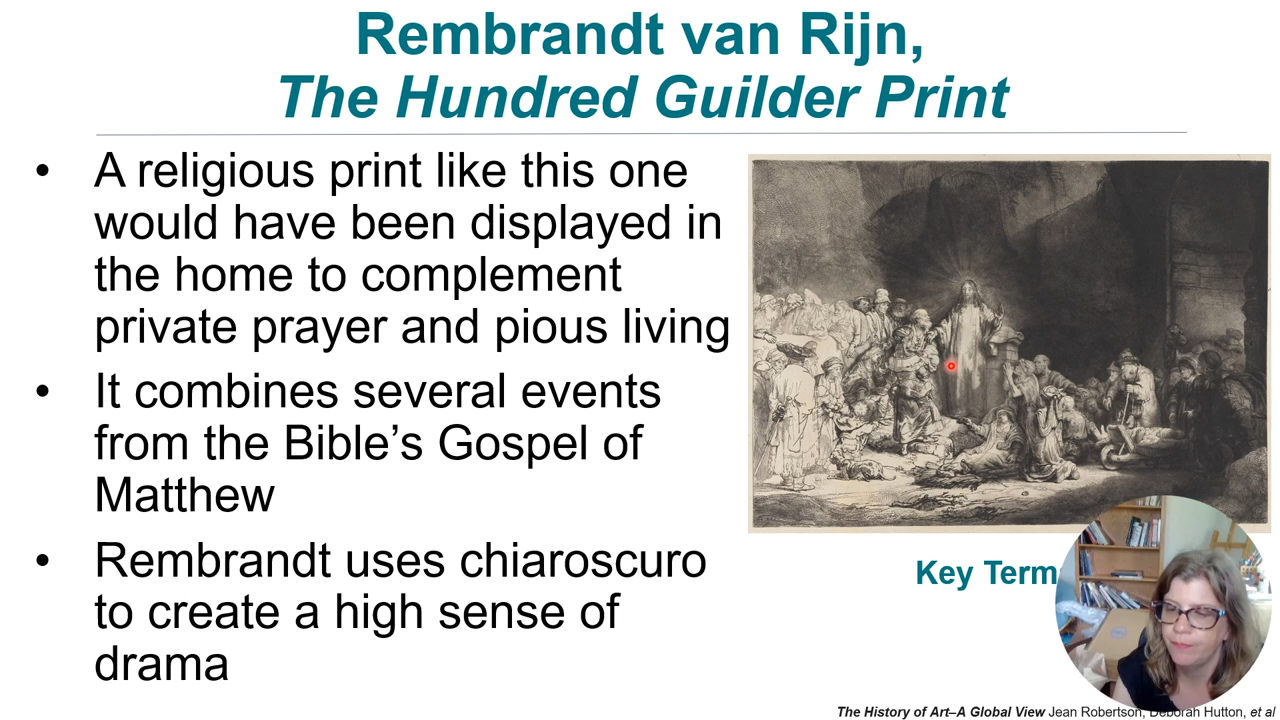 Rembrandt van Rijn,
The Hundred Guilder Print
• A religious print like this one
would have been displayed in
the home to complement
private prayer and pious living
• It combines several events
from the Bible’s Gospel of
Matthew
• Rembrandt uses chiaroscuro
to create a high sense of
drama
Key Term
The History of Art–A Global View Jean Robertson, Deborah Hutton, et al